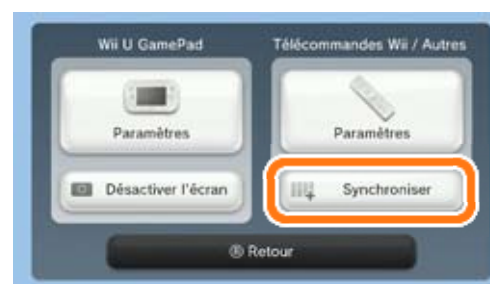 Wii U GamePad
Télécommandes Wii / Autres
Paramètres
Paramètres
Désactiver l'écran
Synchroniser
Ⓑ Retour